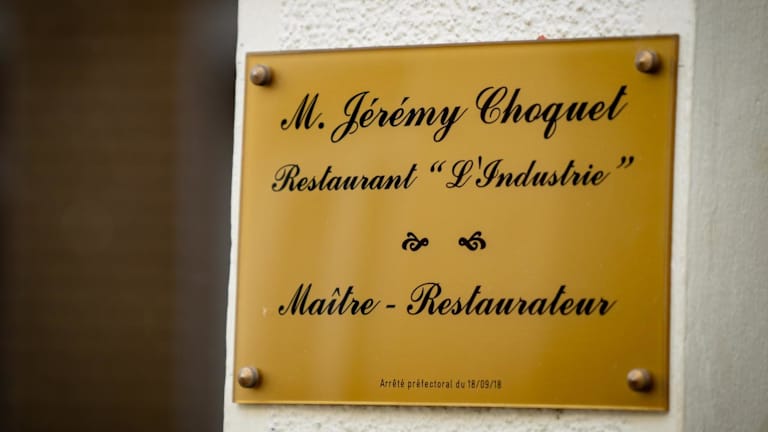 M. Jérémy Choquet
Restaurant “L'Industrie”
Maître - Restaurateur
Arrêté préfectoral du 18/09/18